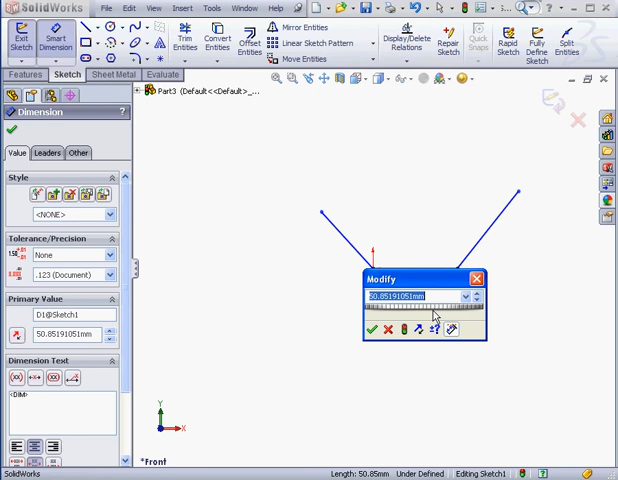 SolidWorks
File Edit View Insert Tools Toolbox Window Help
Exit Sketch
Smart Dimension
Trim Entities
Convert Entities
Offset Entities
Mirror Entities
Linear Sketch Pattern
Move Entities
Display/Delete Relations
Repair Sketch
Quick Snaps
Rapid Sketch
Fully Define Sketch
Split Entities
Features Sketch Sheet Metal Evaluate
Part3 (Default<<Default>_...
Dimension ?
Value Leaders Other
Style
<NONE>
Tolerance/Precision
None
.123 (Document)
Primary Value
D1@Sketch1
50.85191051mm
Dimension Text
<DIM>
Modify
50.85191051mm
±?
Y
X
*Front
SolidWorks
Length: 50.85mm Under Defined Editing Sketch1